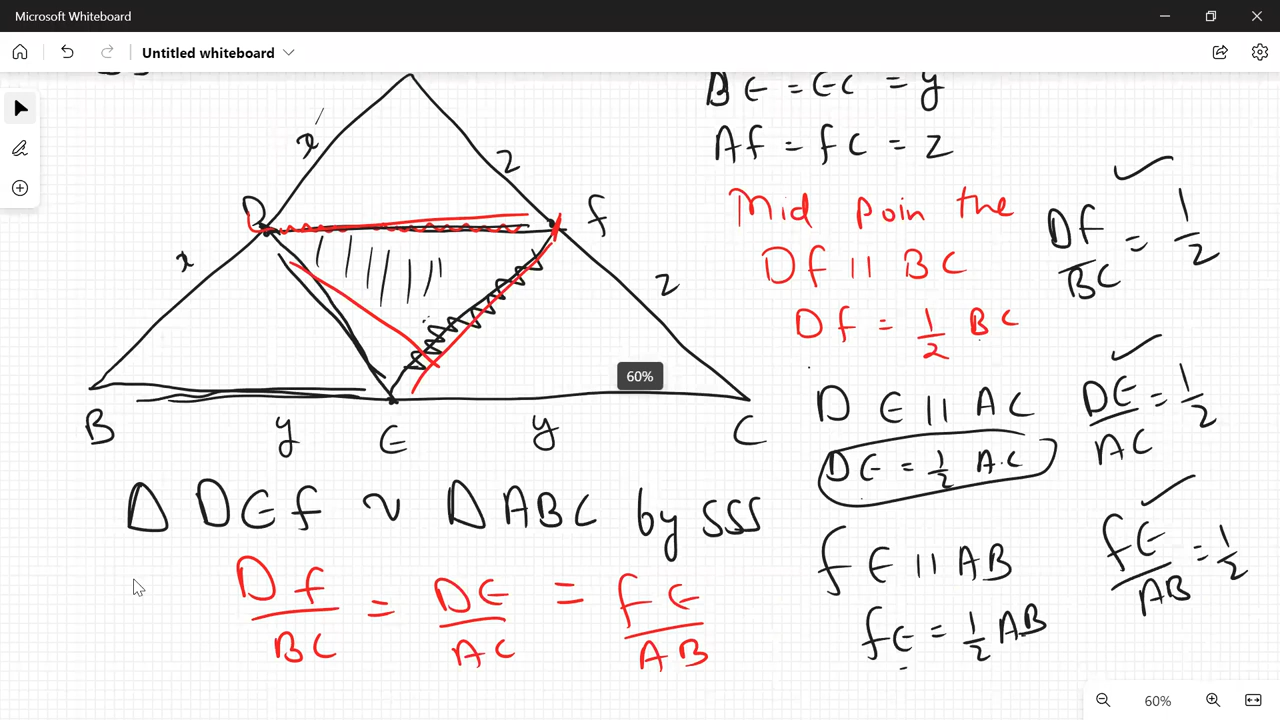 Microsoft Whiteboard
Untitled whiteboard
BE = EC = y
Af = fC = z
x
z
D
f
x
z
B
y
E
y
C
60%
Mid poin the
Df || BC
Df = 1/2 BC
Df/BC = 1/2
DE || AC
DE = 1/2 AC
DE/AC = 1/2
fE || AB
fE = 1/2 AB
fE/AB = 1/2
Δ DEf ~ Δ ABC by SSS
Df/BC = DE/AC = fE/AB
60%